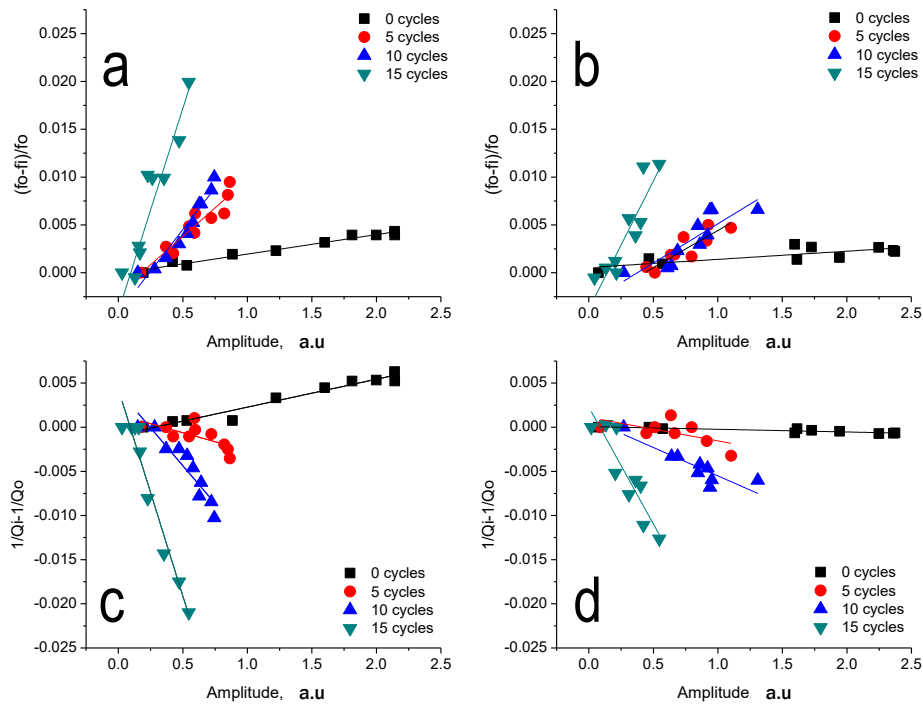 0.025
0.020
0.015
0.010
0.005
0.000
(fo-fi)/fo
a
0 cycles
5 cycles
10 cycles
15 cycles
0.0 0.5 1.0 1.5 2.0 2.5
Amplitude, a.u
0.025
0.020
0.015
0.010
0.005
0.000
(fo-fi)/fo
b
0 cycles
5 cycles
10 cycles
15 cycles
0.0 0.5 1.0 1.5 2.0 2.5
Amplitude a.u
0.005
0.000
-0.005
-0.010
-0.015
-0.020
-0.025
1/Qi-1/Qo
c
0 cycles
5 cycles
10 cycles
15 cycles
0.0 0.5 1.0 1.5 2.0 2.5
Amplitude, a.u
0.005
0.000
-0.005
-0.010
-0.015
-0.020
-0.025
1/Qi-1/Qo
d
0 cycles
5 cycles
10 cycles
15 cycles
0.0 0.5 1.0 1.5 2.0 2.5
Amplitude, a.u